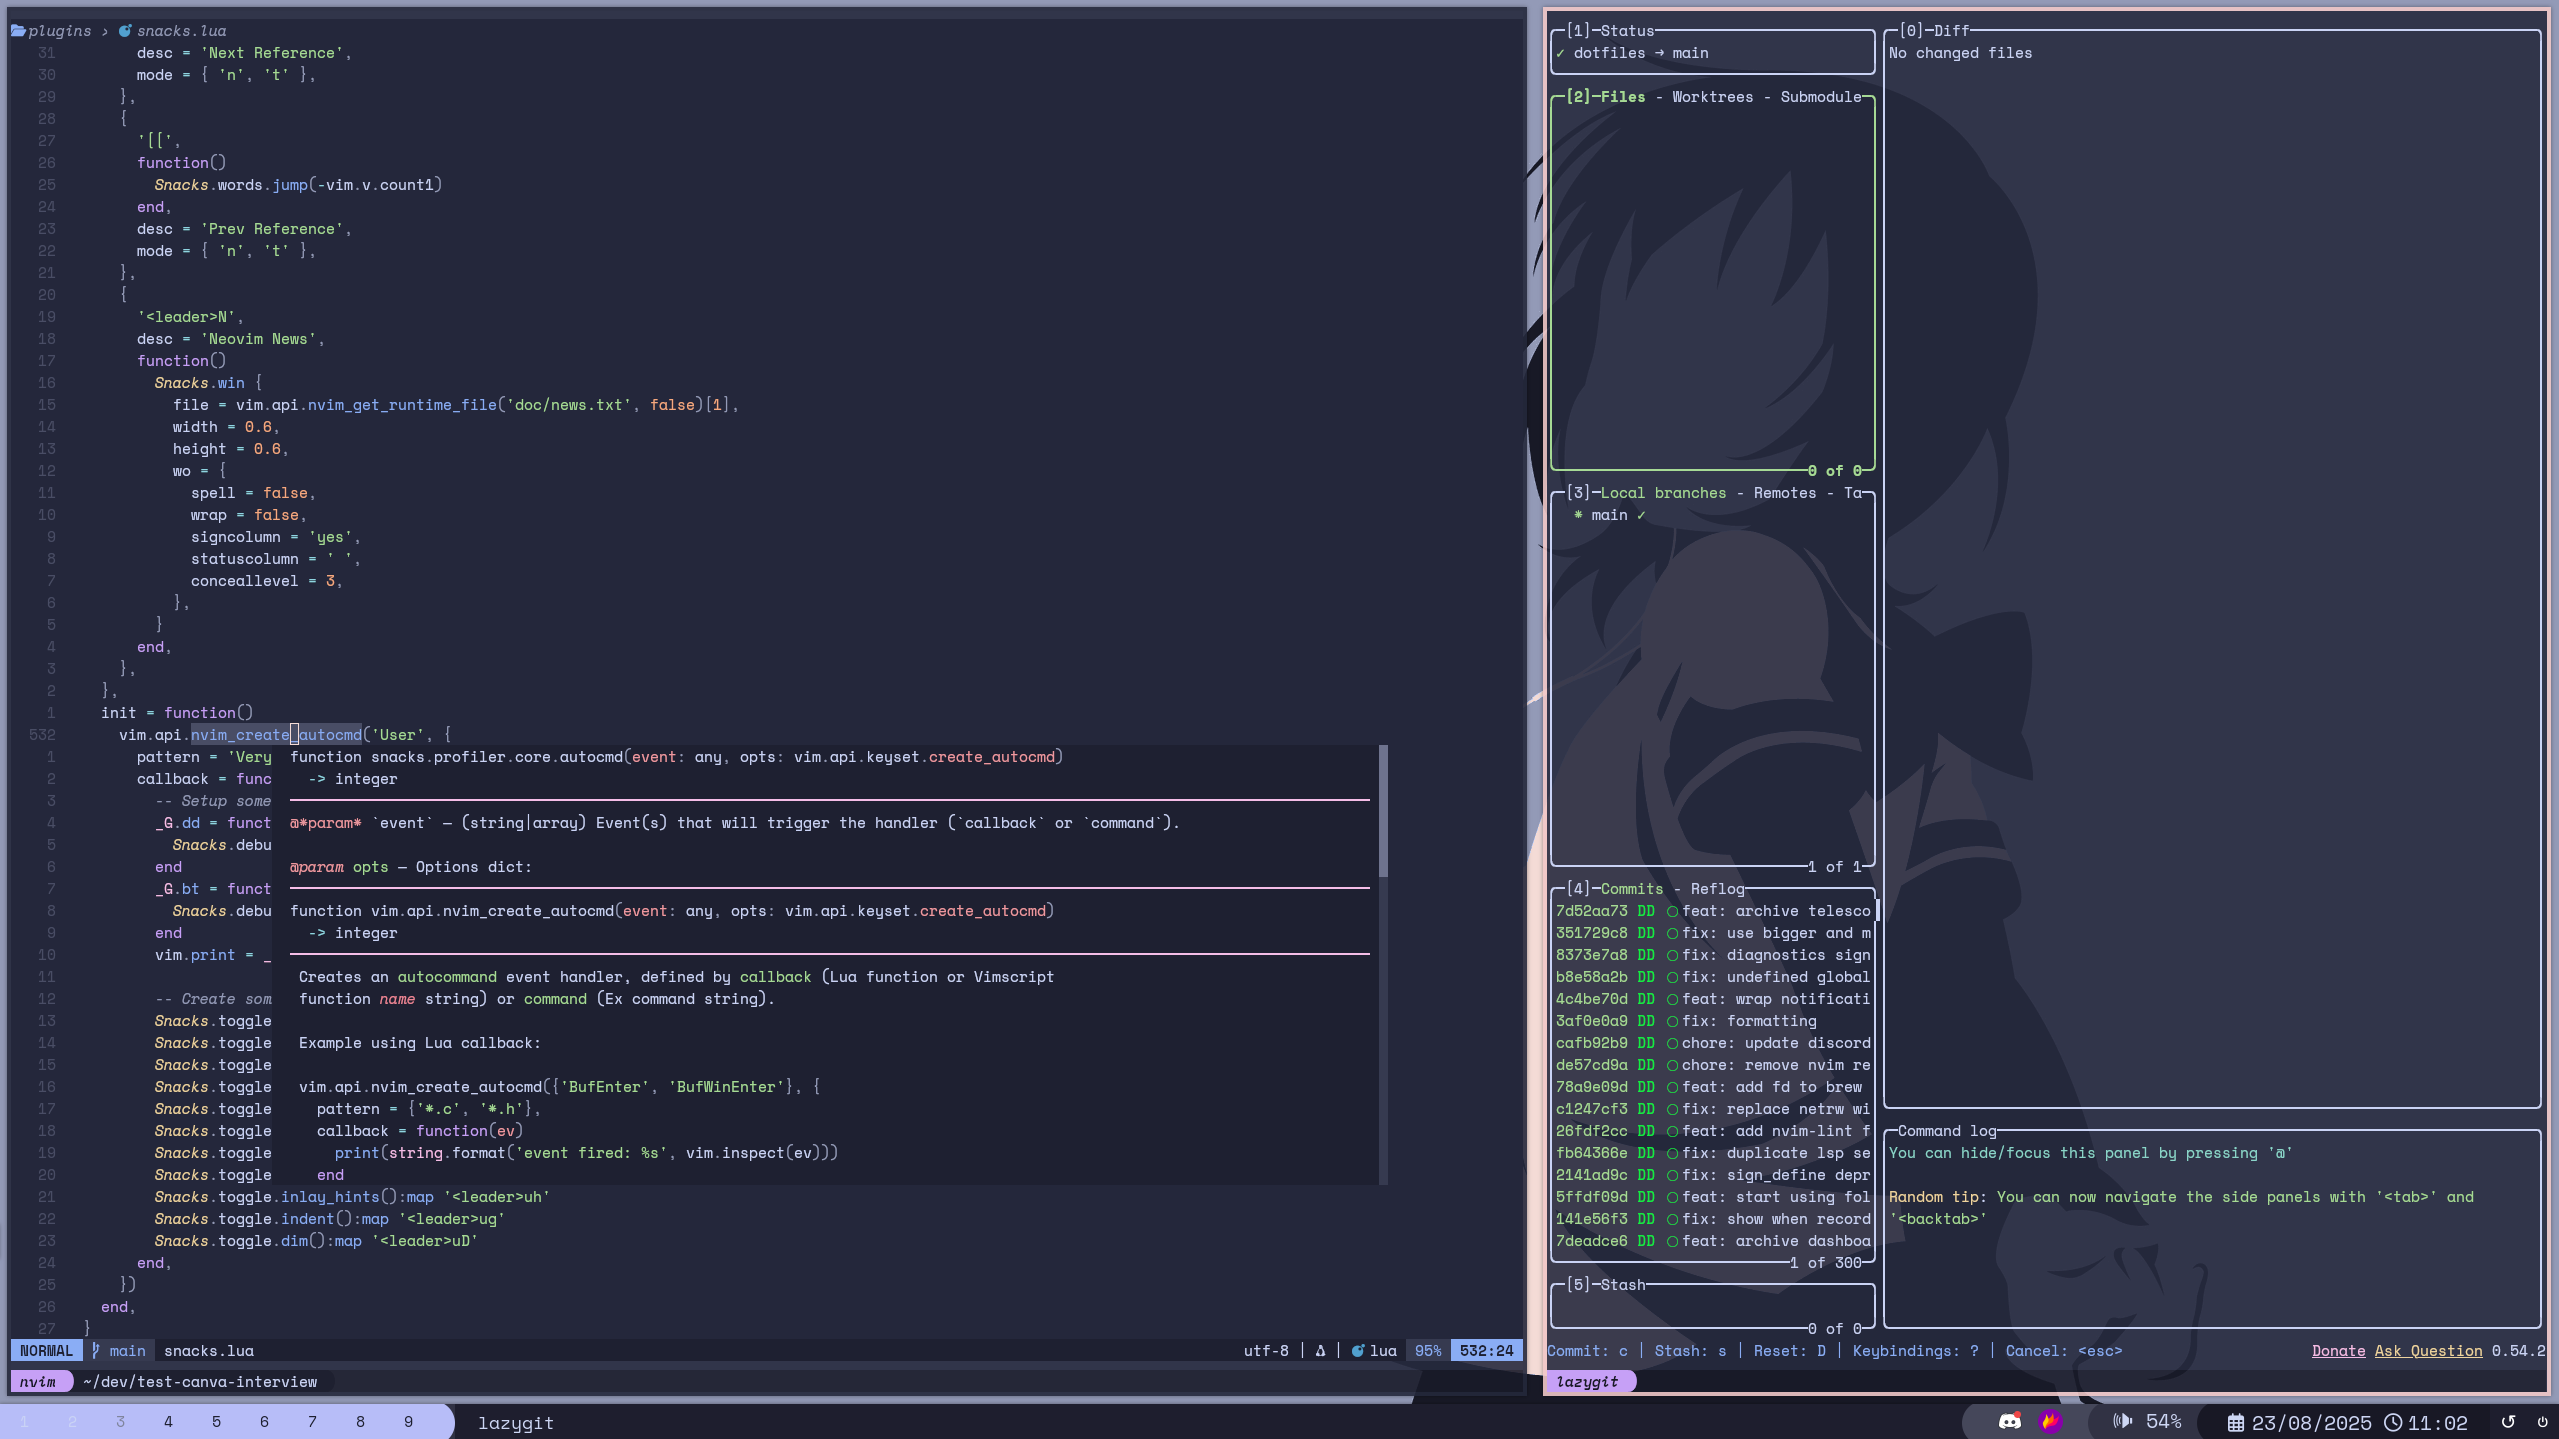 plugins › snacks.lua
31 desc = 'Next Reference',
30 mode = { 'n', 't' },
29 },
28 {
27 '[[',
26 function()
25 Snacks.words.jump(-vim.v.count1)
24 end,
23 desc = 'Prev Reference',
22 mode = { 'n', 't' },
21 },
20 {
19 '<leader>N',
18 desc = 'Neovim News',
17 function()
16 Snacks.win {
15 file = vim.api.nvim_get_runtime_file('doc/news.txt', false)[1],
14 width = 0.6,
13 height = 0.6,
12 wo = {
11 spell = false,
10 wrap = false,
9 signcolumn = 'yes',
8 statuscolumn = ' ',
7 conceallevel = 3,
6 },
5 }
4 end,
3 },
2 },
1 init = function()
532 vim.api.nvim_create_autocmd('User', {
1 pattern = 'Very
2 callback = func
3 -- Setup some
4 _G.dd = funct
5 Snacks.debu
6 end
7 _G.bt = funct
8 Snacks.debu
9 end
10 vim.print = _
11
12 -- Create som
13 Snacks.toggle
14 Snacks.toggle
15 Snacks.toggle
16 Snacks.toggle
17 Snacks.toggle
18 Snacks.toggle
19 Snacks.toggle
20 Snacks.toggle
21 Snacks.toggle.inlay_hints():map '<leader>uh'
22 Snacks.toggle.indent():map '<leader>ug'
23 Snacks.toggle.dim():map '<leader>uD'
24 end,
25 })
26 end,
27 }
function snacks.profiler.core.autocmd(event: any, opts: vim.api.keyset.create_autocmd)
-> integer
@*param* `event` — (string|array) Event(s) that will trigger the handler (`callback` or `command`).
@param opts — Options dict:
function vim.api.nvim_create_autocmd(event: any, opts: vim.api.keyset.create_autocmd)
-> integer
Creates an autocommand event handler, defined by callback (Lua function or Vimscript
function name string) or command (Ex command string).
Example using Lua callback:
vim.api.nvim_create_autocmd({'BufEnter', 'BufWinEnter'}, {
pattern = {'*.c', '*.h'},
callback = function(ev)
print(string.format('event fired: %s', vim.inspect(ev)))
end
NORMAL main snacks.lua utf-8 | | lua 95% 532:24
nvim ~/dev/test-canva-interview
[1]-Status
✓ dotfiles → main
[2]-Files - Worktrees - Submodule
0 of 0
[3]-Local branches - Remotes - Ta
* main ✓
1 of 1
[4]-Commits - Reflog
7d52aa73 DD ○ feat: archive telesco
351729c8 DD ○ fix: use bigger and m
8373e7a8 DD ○ fix: diagnostics sign
b8e58a2b DD ○ fix: undefined global
4c4be70d DD ○ feat: wrap notificati
3af0e0a9 DD ○ fix: formatting
cafb92b9 DD ○ chore: update discord
de57cd9a DD ○ chore: remove nvim re
78a9e09d DD ○ feat: add fd to brew
c1247cf3 DD ○ fix: replace netrw wi
26fdf2cc DD ○ feat: add nvim-lint f
fb64366e DD ○ fix: duplicate lsp se
2141ad9c DD ○ fix: sign_define depr
5ffdf09d DD ○ feat: start using fol
141e56f3 DD ○ fix: show when record
7deadce6 DD ○ feat: archive dashboa
1 of 300
[5]-Stash
0 of 0
[0]-Diff
No changed files
Command log
You can hide/focus this panel by pressing '@'
Random tip: You can now navigate the side panels with '<tab>' and
'<backtab>'
Commit: c | Stash: s | Reset: D | Keybindings: ? | Cancel: <esc> Donate Ask Question 0.54.2
lazygit
1 2 3 4 5 6 7 8 9 lazygit 54% 23/08/2025 11:02